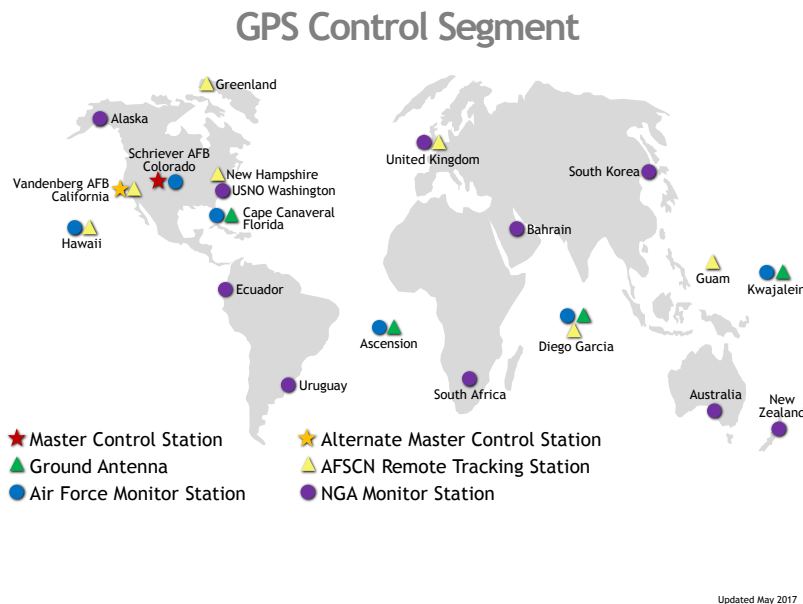 GPS Control Segment
Greenland
Alaska
Schriever AFB
Colorado
Vandenberg AFB
California
New Hampshire
USNO Washington
Cape Canaveral
Florida
Hawaii
United Kingdom
South Korea
Bahrain
Guam
Kwajalein
Ecuador
Ascension
Diego Garcia
Uruguay
South Africa
Australia
New
Zealand
Master Control Station
Alternate Master Control Station
Ground Antenna
AFSCN Remote Tracking Station
Air Force Monitor Station
NGA Monitor Station
Updated May 2017